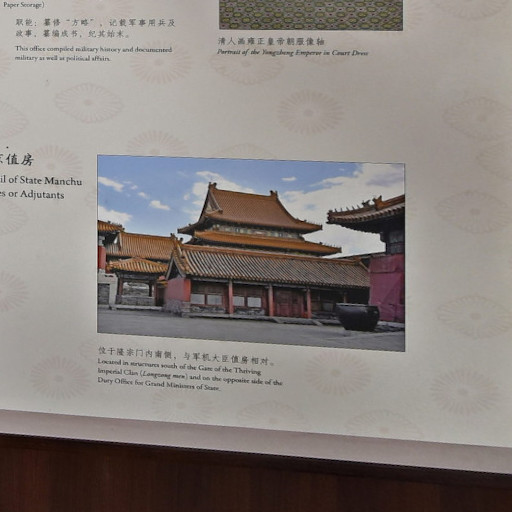 Paper Storage)
职能：纂修“方略”，记载军事用兵及
故事，纂编成书，纪其始末。
This office compiled military history and documented
military as well as political affairs.
清人画雍正皇帝朝服像轴
Portrait of the Yongzheng Emperor in Court Dress
值房
il of State Manchu
es or Adjutants
位于隆宗门内南侧，与军机大臣值房相对。
Located in structures south of the Gate of the Thriving
Imperial Clan (Longzong men) and on the opposite side of the
Duty Office for Grand Ministers of State.